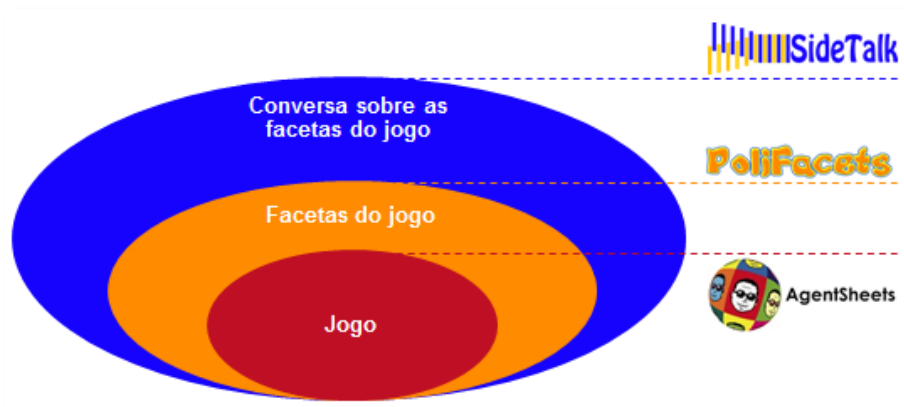 SideTalk
Conversa sobre as
facetas do jogo
PoliFacets
Facetas do jogo
AgentSheets
Jogo